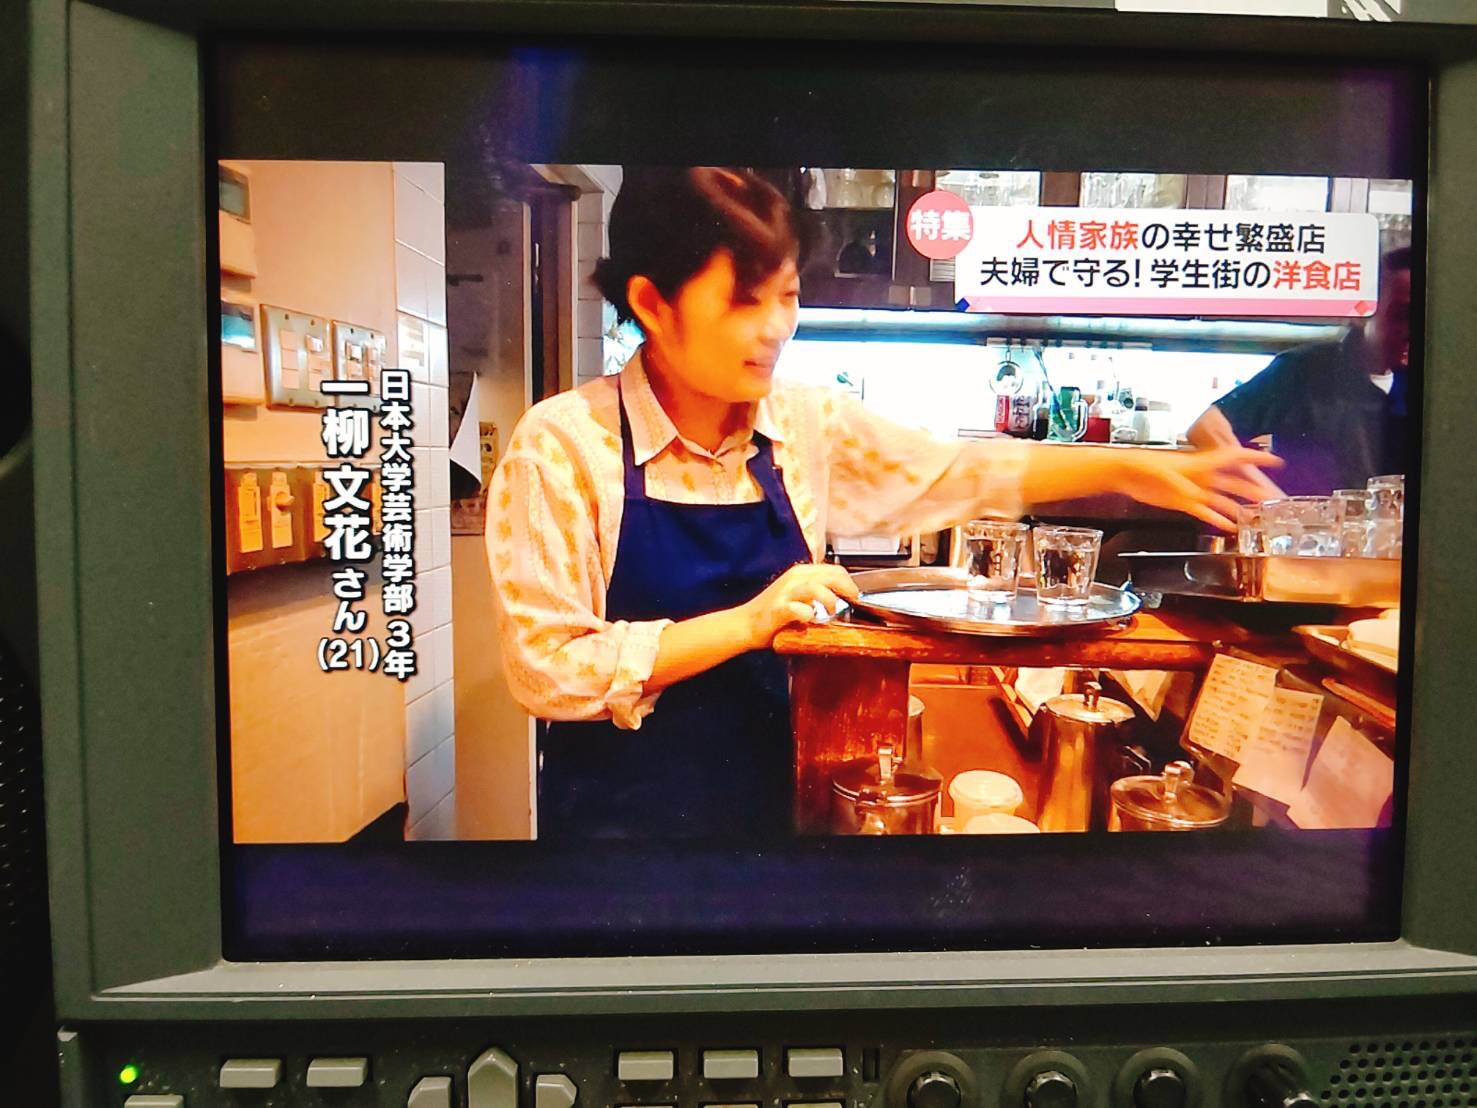 特集
人情家族の幸せ繁盛店
夫婦で守る!学生街の洋食店
日本大学芸術学部3年
一柳文花さん(21)